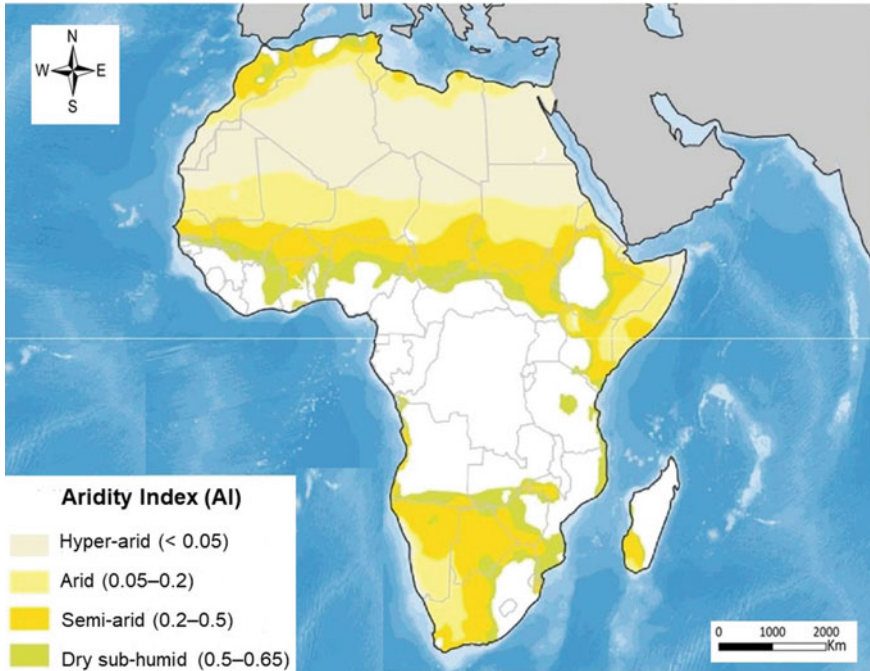 N
W E
S
Aridity Index (AI)
Hyper-arid (< 0.05)
Arid (0.05–0.2)
Semi-arid (0.2–0.5)
Dry sub-humid (0.5–0.65)
0 1000 2000
Km